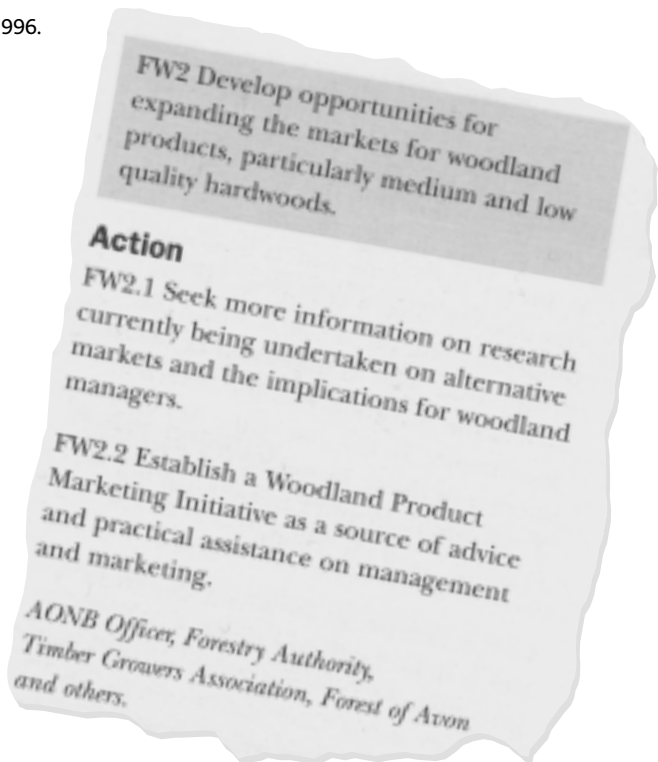 996.
FW2 Develop opportunities for
expanding the markets for woodland
products, particularly medium and low
quality hardwoods.
Action
FW2.1 Seek more information on research
currently being undertaken on alternative
markets and the implications for woodland
managers.
FW2.2 Establish a Woodland Product
Marketing Initiative as a source of advice
and practical assistance on management
and marketing.
AONB Officer, Forestry Authority,
Timber Growers Association, Forest of Avon
and others.